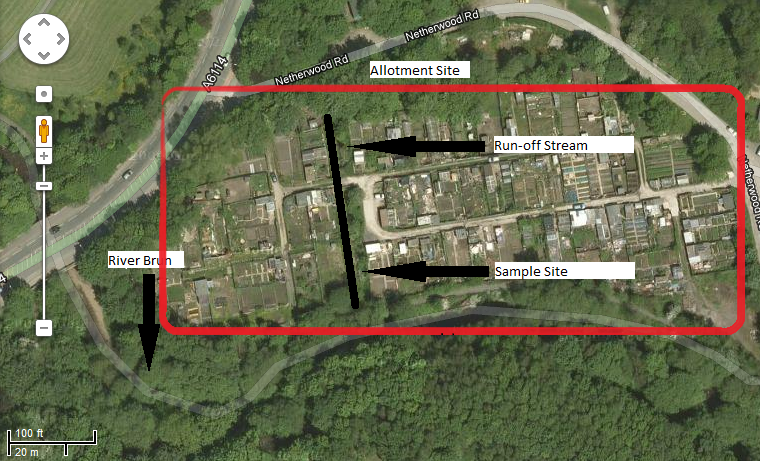 Netherwood Rd
A6114
Netherwood Rd
Allotment Site
Run-off Stream
River Brun
Sample Site
100 ft
20 m